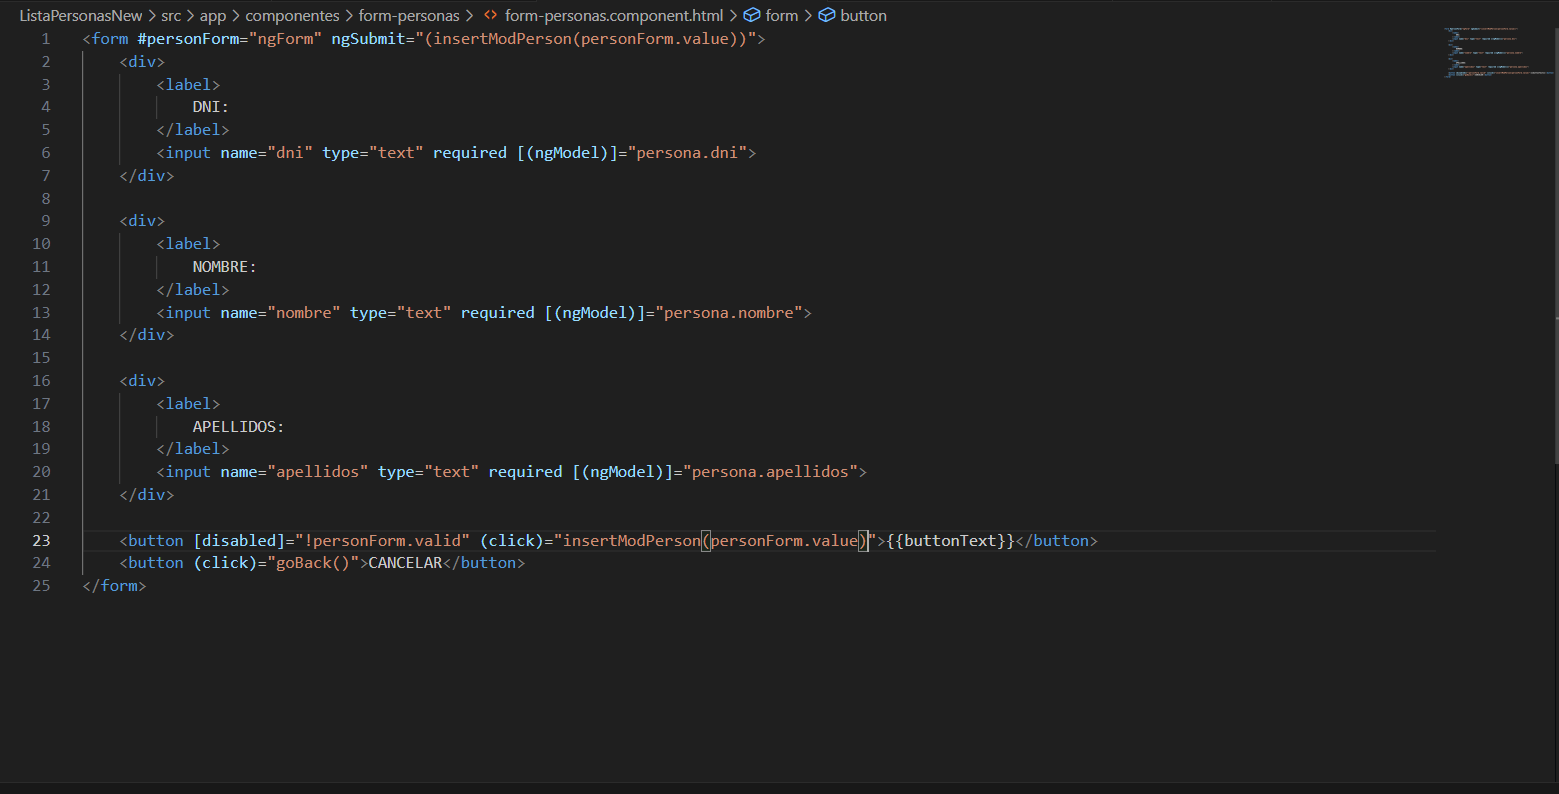 ListaPersonasNew > src > app > componentes > form-personas > <> form-personas.component.html > form > button
1 <form #personForm="ngForm" ngSubmit="(insertModPerson(personForm.value))">
2 <div>
3 <label>
4 DNI:
5 </label>
6 <input name="dni" type="text" required [(ngModel)]="persona.dni">
7 </div>
8
9 <div>
10 <label>
11 NOMBRE:
12 </label>
13 <input name="nombre" type="text" required [(ngModel)]="persona.nombre">
14 </div>
15
16 <div>
17 <label>
18 APELLIDOS:
19 </label>
20 <input name="apellidos" type="text" required [(ngModel)]="persona.apellidos">
21 </div>
22
23 <button [disabled]="!personForm.valid" (click)="insertModPerson(personForm.value)">{{buttonText}}</button>
24 <button (click)="goBack()">CANCELAR</button>
25 </form>